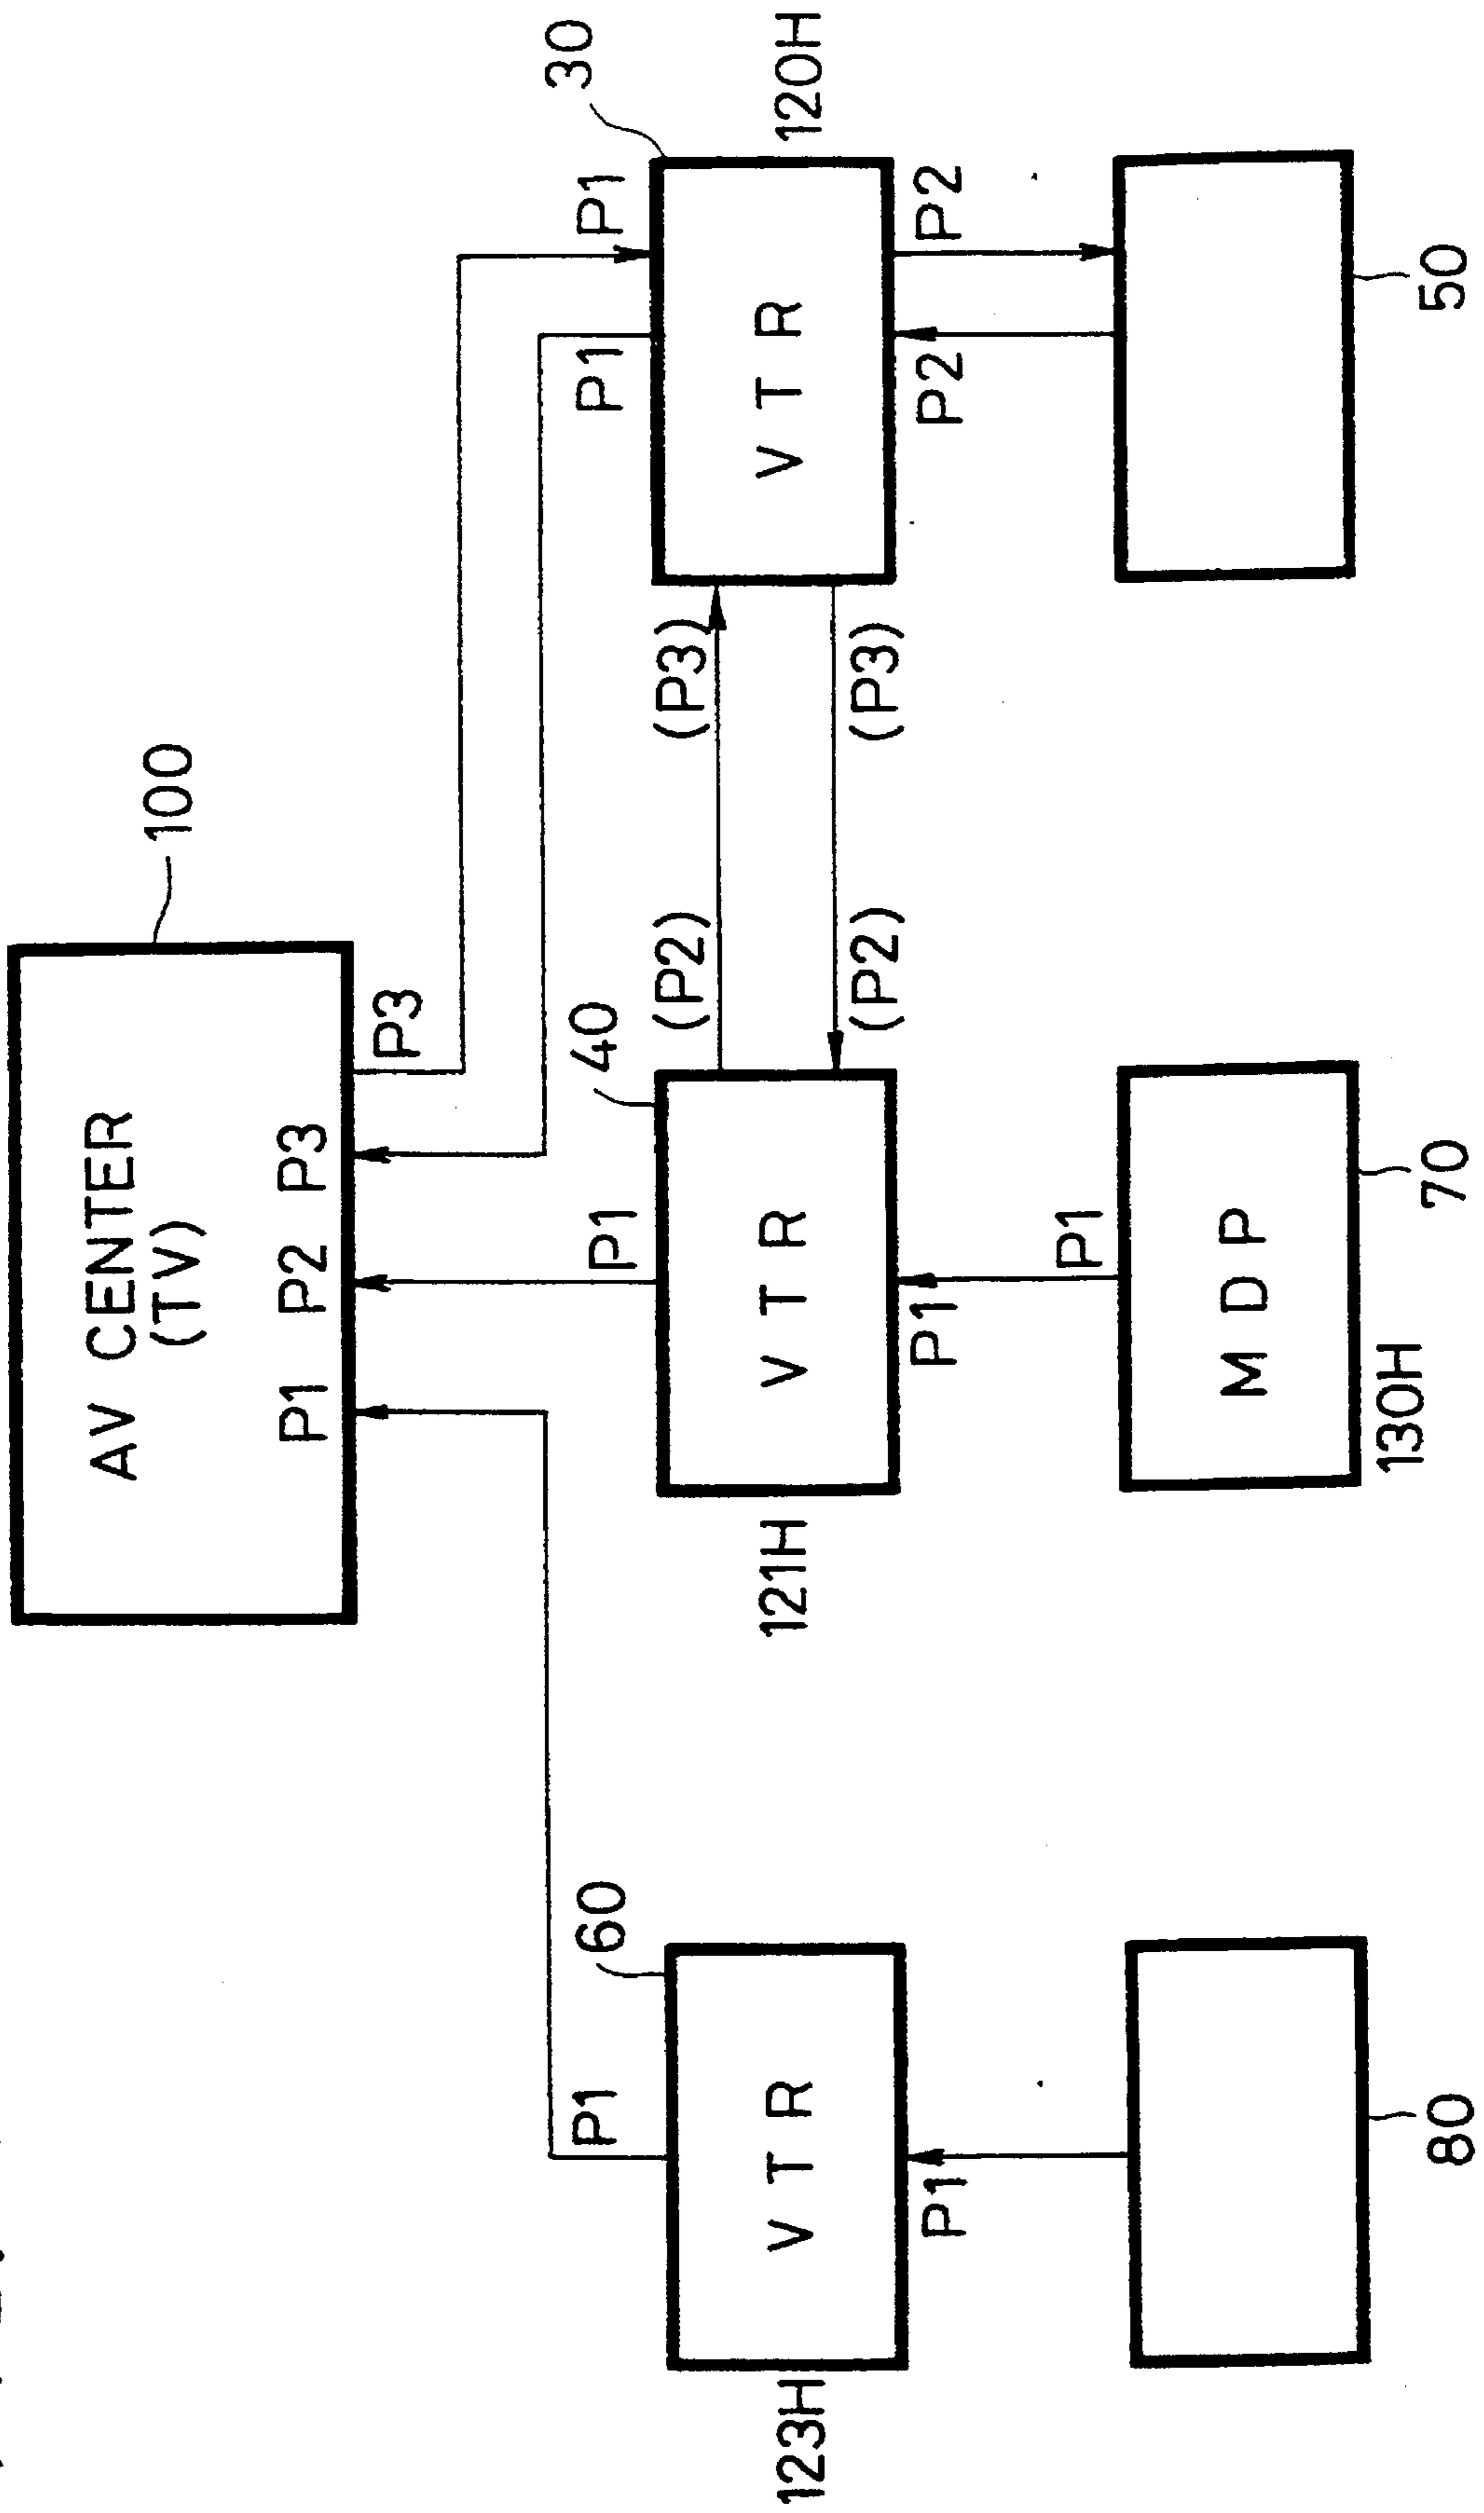 AV CENTER
(TV)
100
P1 P2 P3
P3
60
P1
40
P1
P1
P1
30
123H
V T R
121H
V T R
(P2)
(P3)
V T R
120H
(P2)
(P3)
P1
P1
P1
P2
P2
80
M D P
130H
70
50